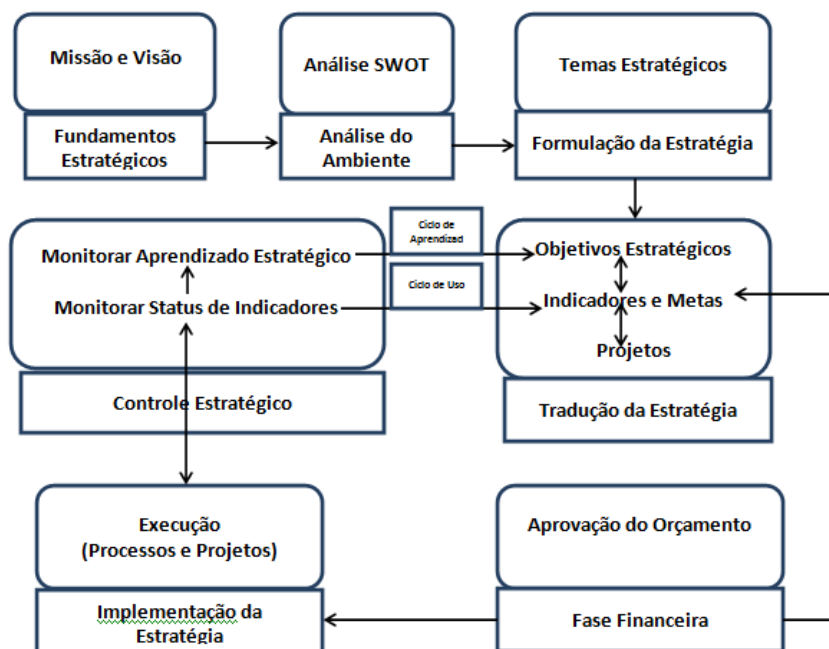 Missão e Visão
Análise SWOT
Temas Estratégicos
Fundamentos
Estratégicos
Análise do
Ambiente
Formulação da Estratégia
Monitorar Aprendizado Estratégico
Monitorar Status de Indicadores
Controle Estratégico
Ciclo de
Aprendizad
Ciclo de Uso
Objetivos Estratégicos
Indicadores e Metas
Projetos
Tradução da Estratégia
Execução
(Processos e Projetos)
Implementação da
Estratégia
Aprovação do Orçamento
Fase Financeira